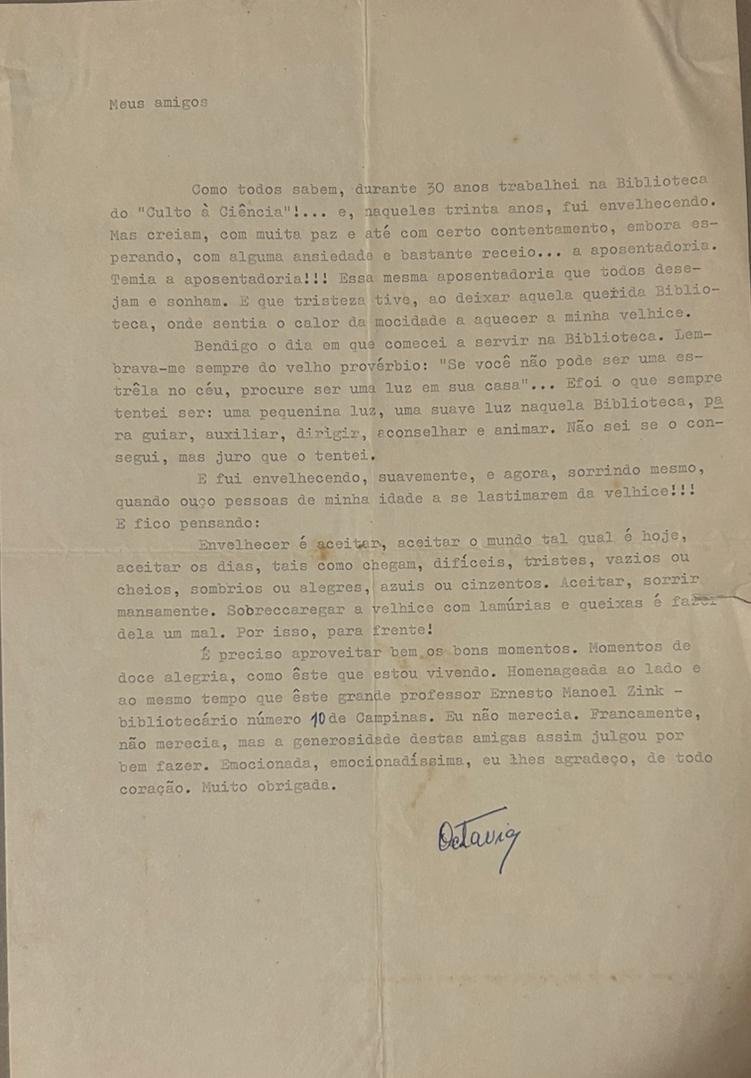 Meus amigos
Como todos sabem, durante 30 anos trabalhei na Biblioteca
do "Culto à Ciência"!... e, naqueles trinta anos, fui envelhecendo.
Mas creiam, com muita paz e até com certo contentamento, embora es-
perando, com alguma ansiedade e bastante receio... a aposentadoria.
Temia a aposentadoria!!! Essa mesma aposentadoria que todos dese-
jam e sonham. E que tristeza tive, ao deixar aquela querida Biblio-
teca, onde sentia o calor da mocidade a aquecer a minha velhice.
Bendigo o dia em que comecei a servir na Biblioteca. Lem-
brava-me sempre do velho provérbio: "Se você não pode ser uma es-
trêla no céu, procure ser uma luz em sua casa"... Efoi o que sempre
tentei ser: uma pequenina luz, uma suave luz naquela Biblioteca, pa
ra guiar, auxiliar, dirigir, aconselhar e animar. Não sei se o con-
segui, mas juro que o tentei.
E fui envelhecendo, suavemente, e agora, sorrindo mesmo,
quando ouço pessoas de minha idade a se lastimarem da velhice!!!
E fico pensando:
Envelhecer é aceitar, aceitar o mundo tal qual é hoje,
aceitar os dias, tais como chegam, difíceis, tristes, vazios ou
cheios, sombrios ou alegres, azuis ou cinzentos. Aceitar, sorrir
mansamente. Sobreccaregar a velhice com lamúrias e queixas é fazer
dela um mal. Por isso, para frente!
É preciso aproveitar bem os bons momentos. Momentos de
doce alegria, como êste que estou vivendo. Homenageada ao lado e
ao mesmo tempo que êste grande professor Ernesto Manoel Zink -
bibliotecário número 10 de Campinas. Eu não merecia. Francamente,
não merecia, mas a generosidade destas amigas assim julgou por
bem fazer. Emocionada, emocionadíssima, eu lhes agradeço, de todo
coração. Muito obrigada.
Octavia